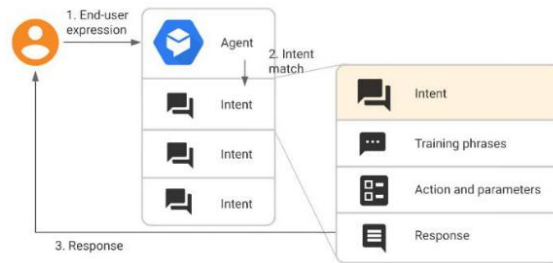 1. End-user
expression
Agent
2. Intent
match
Intent
Intent
Intent
Intent
Training phrases
Action and parameters
Response
3. Response